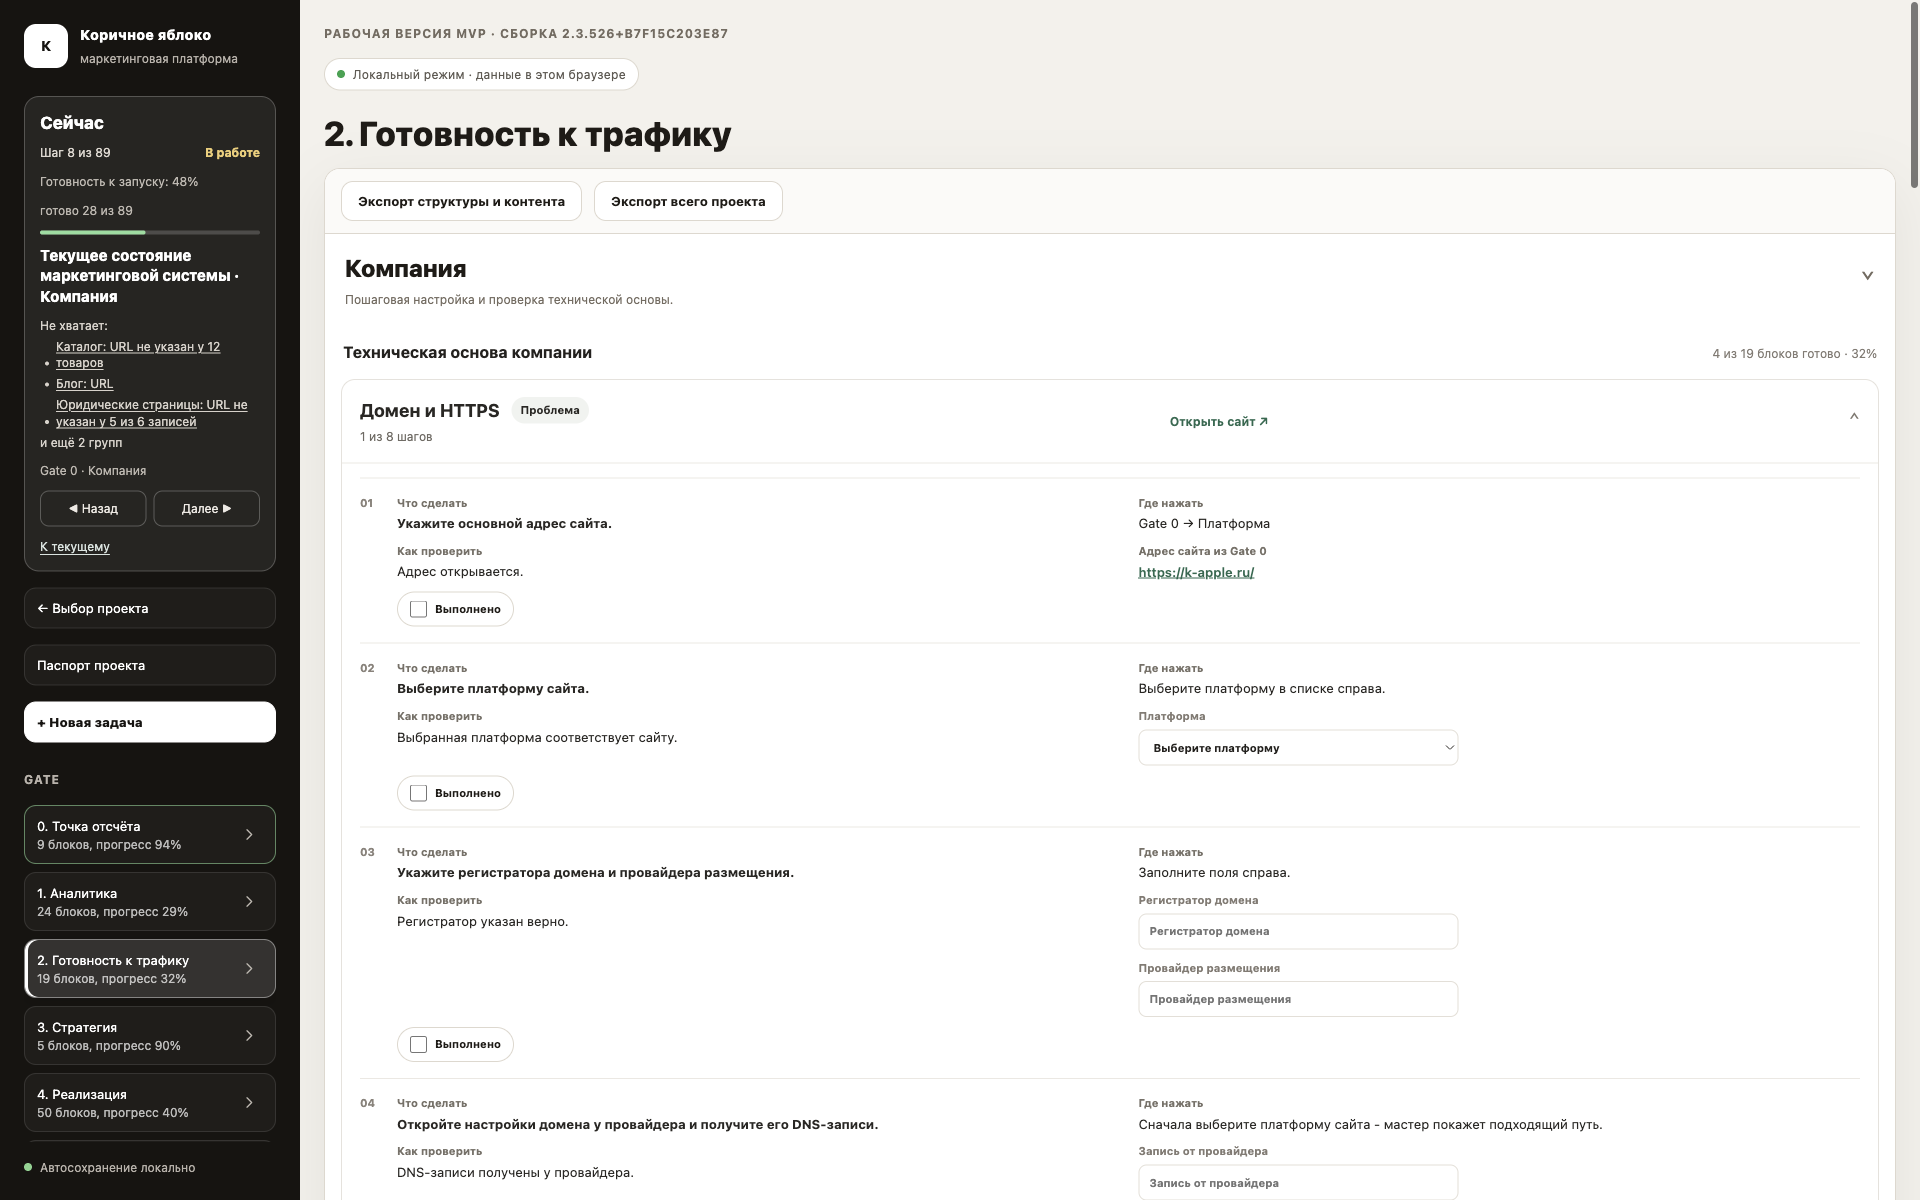 К
Коричное яблоко
маркетинговая платформа
Сейчас
Шаг 8 из 89
В работе
Готовность к запуску: 48%
готово 28 из 89
Текущее состояние
маркетинговой системы ·
Компания
Не хватает:
• Каталог: URL не указан у 12
товаров
• Блог: URL
• Юридические страницы: URL не
указан у 5 из 6 записей
и ещё 2 групп
Gate 0 · Компания
◀ Назад
Далее ▶
К текущему
← Выбор проекта
Паспорт проекта
+ Новая задача
GATE
0. Точка отсчёта
9 блоков, прогресс 94%
1. Аналитика
24 блоков, прогресс 29%
2. Готовность к трафику
19 блоков, прогресс 32%
3. Стратегия
5 блоков, прогресс 90%
4. Реализация
50 блоков, прогресс 40%
Автосохранение локально
РАБОЧАЯ ВЕРСИЯ MVP · СБОРКА 2.3.526+B7F15C203E87
Локальный режим · данные в этом браузере
2. Готовность к трафику
Экспорт структуры и контента
Экспорт всего проекта
Компания
Пошаговая настройка и проверка технической основы.
Техническая основа компании
4 из 19 блоков готово · 32%
Домен и HTTPS
Проблема
1 из 8 шагов
Открыть сайт ↗
01
Что сделать
Укажите основной адрес сайта.
Как проверить
Адрес открывается.
Выполнено
Где нажать
Gate 0 → Платформа
Адрес сайта из Gate 0
https://k-apple.ru/
02
Что сделать
Выберите платформу сайта.
Как проверить
Выбранная платформа соответствует сайту.
Выполнено
Где нажать
Выберите платформу в списке справа.
Платформа
Выберите платформу
03
Что сделать
Укажите регистратора домена и провайдера размещения.
Как проверить
Регистратор указан верно.
Выполнено
Где нажать
Заполните поля справа.
Регистратор домена
Регистратор домена
Провайдер размещения
Провайдер размещения
04
Что сделать
Откройте настройки домена у провайдера и получите его DNS-записи.
Как проверить
DNS-записи получены у провайдера.
Где нажать
Сначала выберите платформу сайта - мастер покажет подходящий путь.
Запись от провайдера
Запись от провайдера